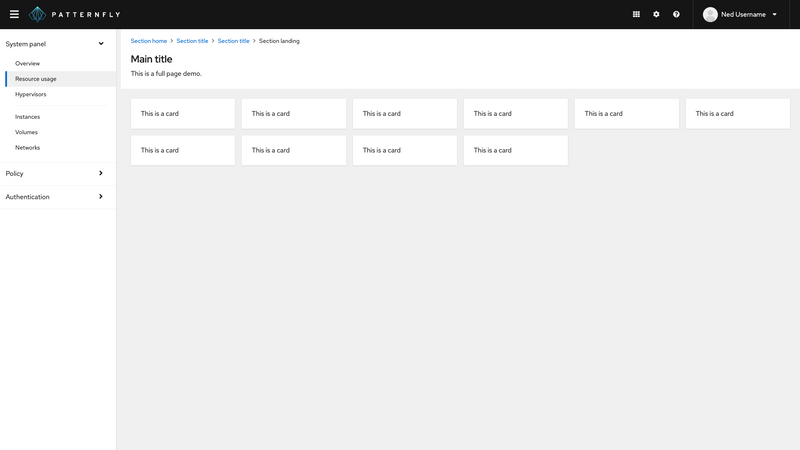 PATTERNFLY
Ned Username
System panel
Overview
Resource usage
Hypervisors
Instances
Volumes
Networks
Policy
Authentication
Section home > Section title > Section title > Section landing
Main title
This is a full page demo.
This is a card This is a card This is a card This is a card This is a card This is a card
This is a card This is a card This is a card This is a card